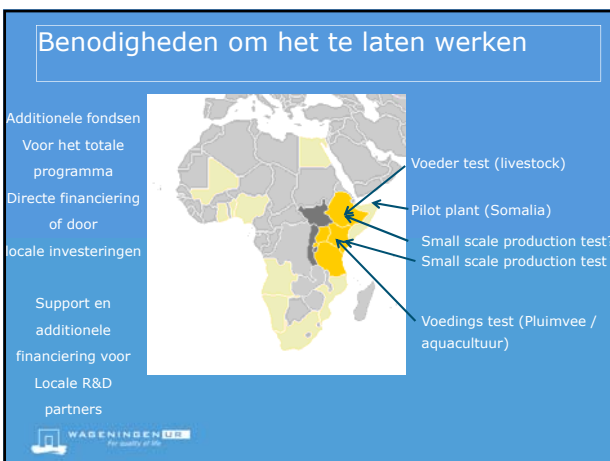 Benodigheden om het te laten werken
Additionele fondsen
Voor het totale
programma
Directe financiering
of door
locale investeringen
Support en
additionele
financiering voor
Locale R&D
partners
Voeder test (livestock)
Pilot plant (Somalia)
Small scale production test?
Small scale production test
Voedings test (Pluimvee /
aquacultuur)
WAGENINGEN UR
For quality of life